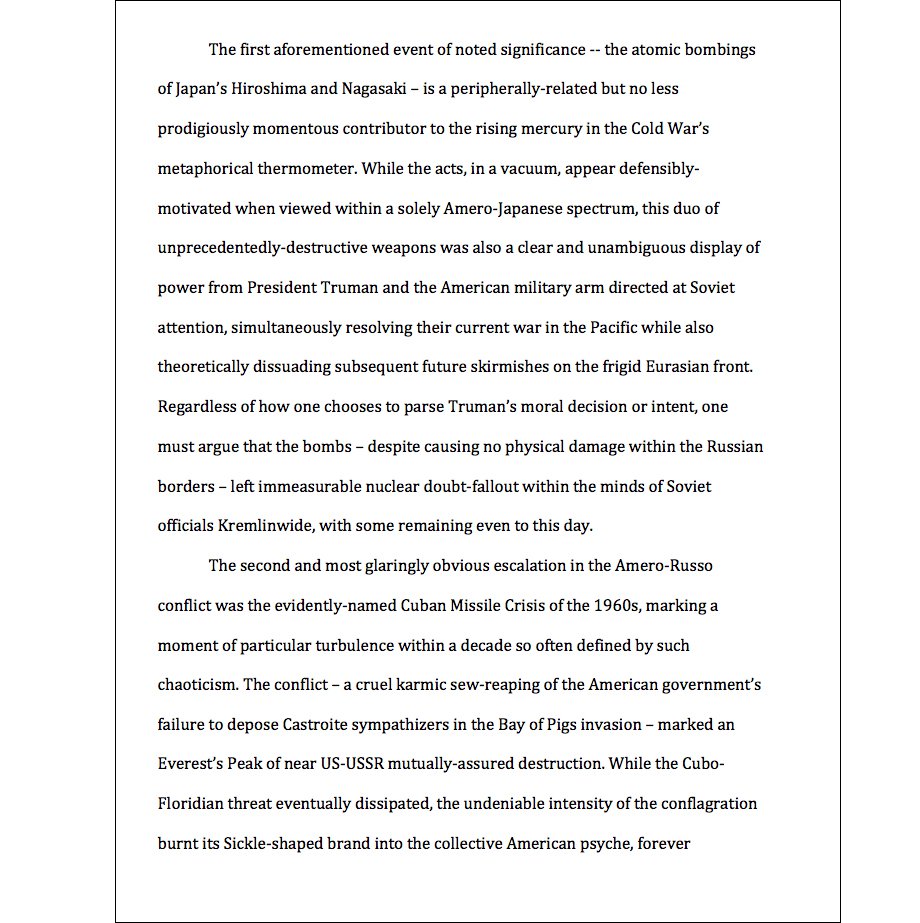 The first aforementioned event of noted significance -- the atomic bombings
of Japan’s Hiroshima and Nagasaki – is a peripherally-related but no less
prodigiously momentous contributor to the rising mercury in the Cold War’s
metaphorical thermometer. While the acts, in a vacuum, appear defensibly-
motivated when viewed within a solely Amero-Japanese spectrum, this duo of
unprecedentedly-destructive weapons was also a clear and unambiguous display of
power from President Truman and the American military arm directed at Soviet
attention, simultaneously resolving their current war in the Pacific while also
theoretically dissuading subsequent future skirmishes on the frigid Eurasian front.
Regardless of how one chooses to parse Truman’s moral decision or intent, one
must argue that the bombs – despite causing no physical damage within the Russian
borders – left immeasurable nuclear doubt-fallout within the minds of Soviet
officials Kremlinwide, with some remaining even to this day.
The second and most glaringly obvious escalation in the Amero-Russo
conflict was the evidently-named Cuban Missile Crisis of the 1960s, marking a
moment of particular turbulence within a decade so often defined by such
chaoticism. The conflict – a cruel karmic sew-reaping of the American government’s
failure to depose Castroite sympathizers in the Bay of Pigs invasion – marked an
Everest’s Peak of near US-USSR mutually-assured destruction. While the Cubo-
Floridian threat eventually dissipated, the undeniable intensity of the conflagration
burnt its Sickle-shaped brand into the collective American psyche, forever